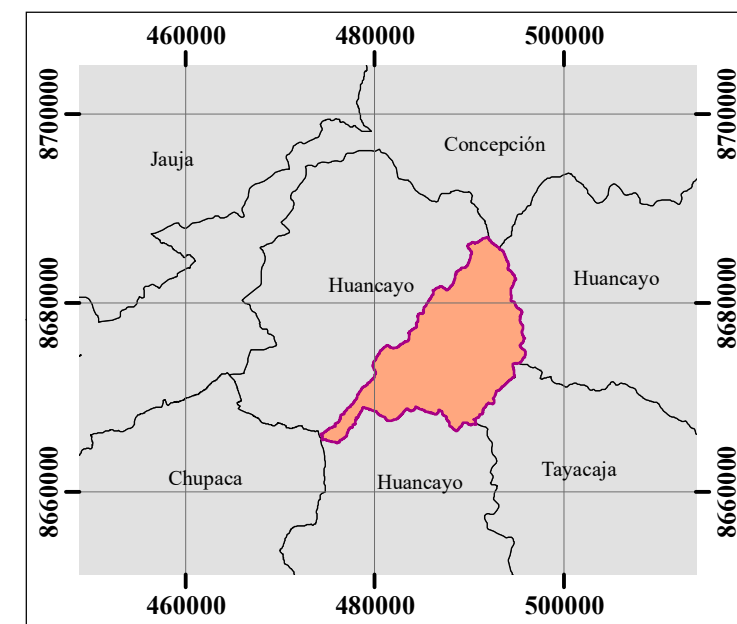 460000 480000 500000
8700000 8700000
Concepción
Jauja
Huancayo
Huancayo
8680000 8680000
Tayacaja
Chupaca
Huancayo
8660000 8660000
460000 480000 500000